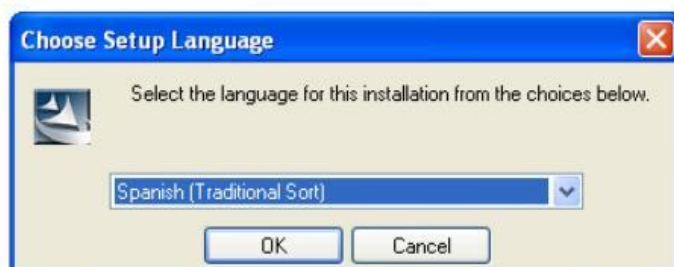 Choose Setup Language
Select the language for this installation from the choices below.
Spanish (Traditional Sort)
OK
Cancel